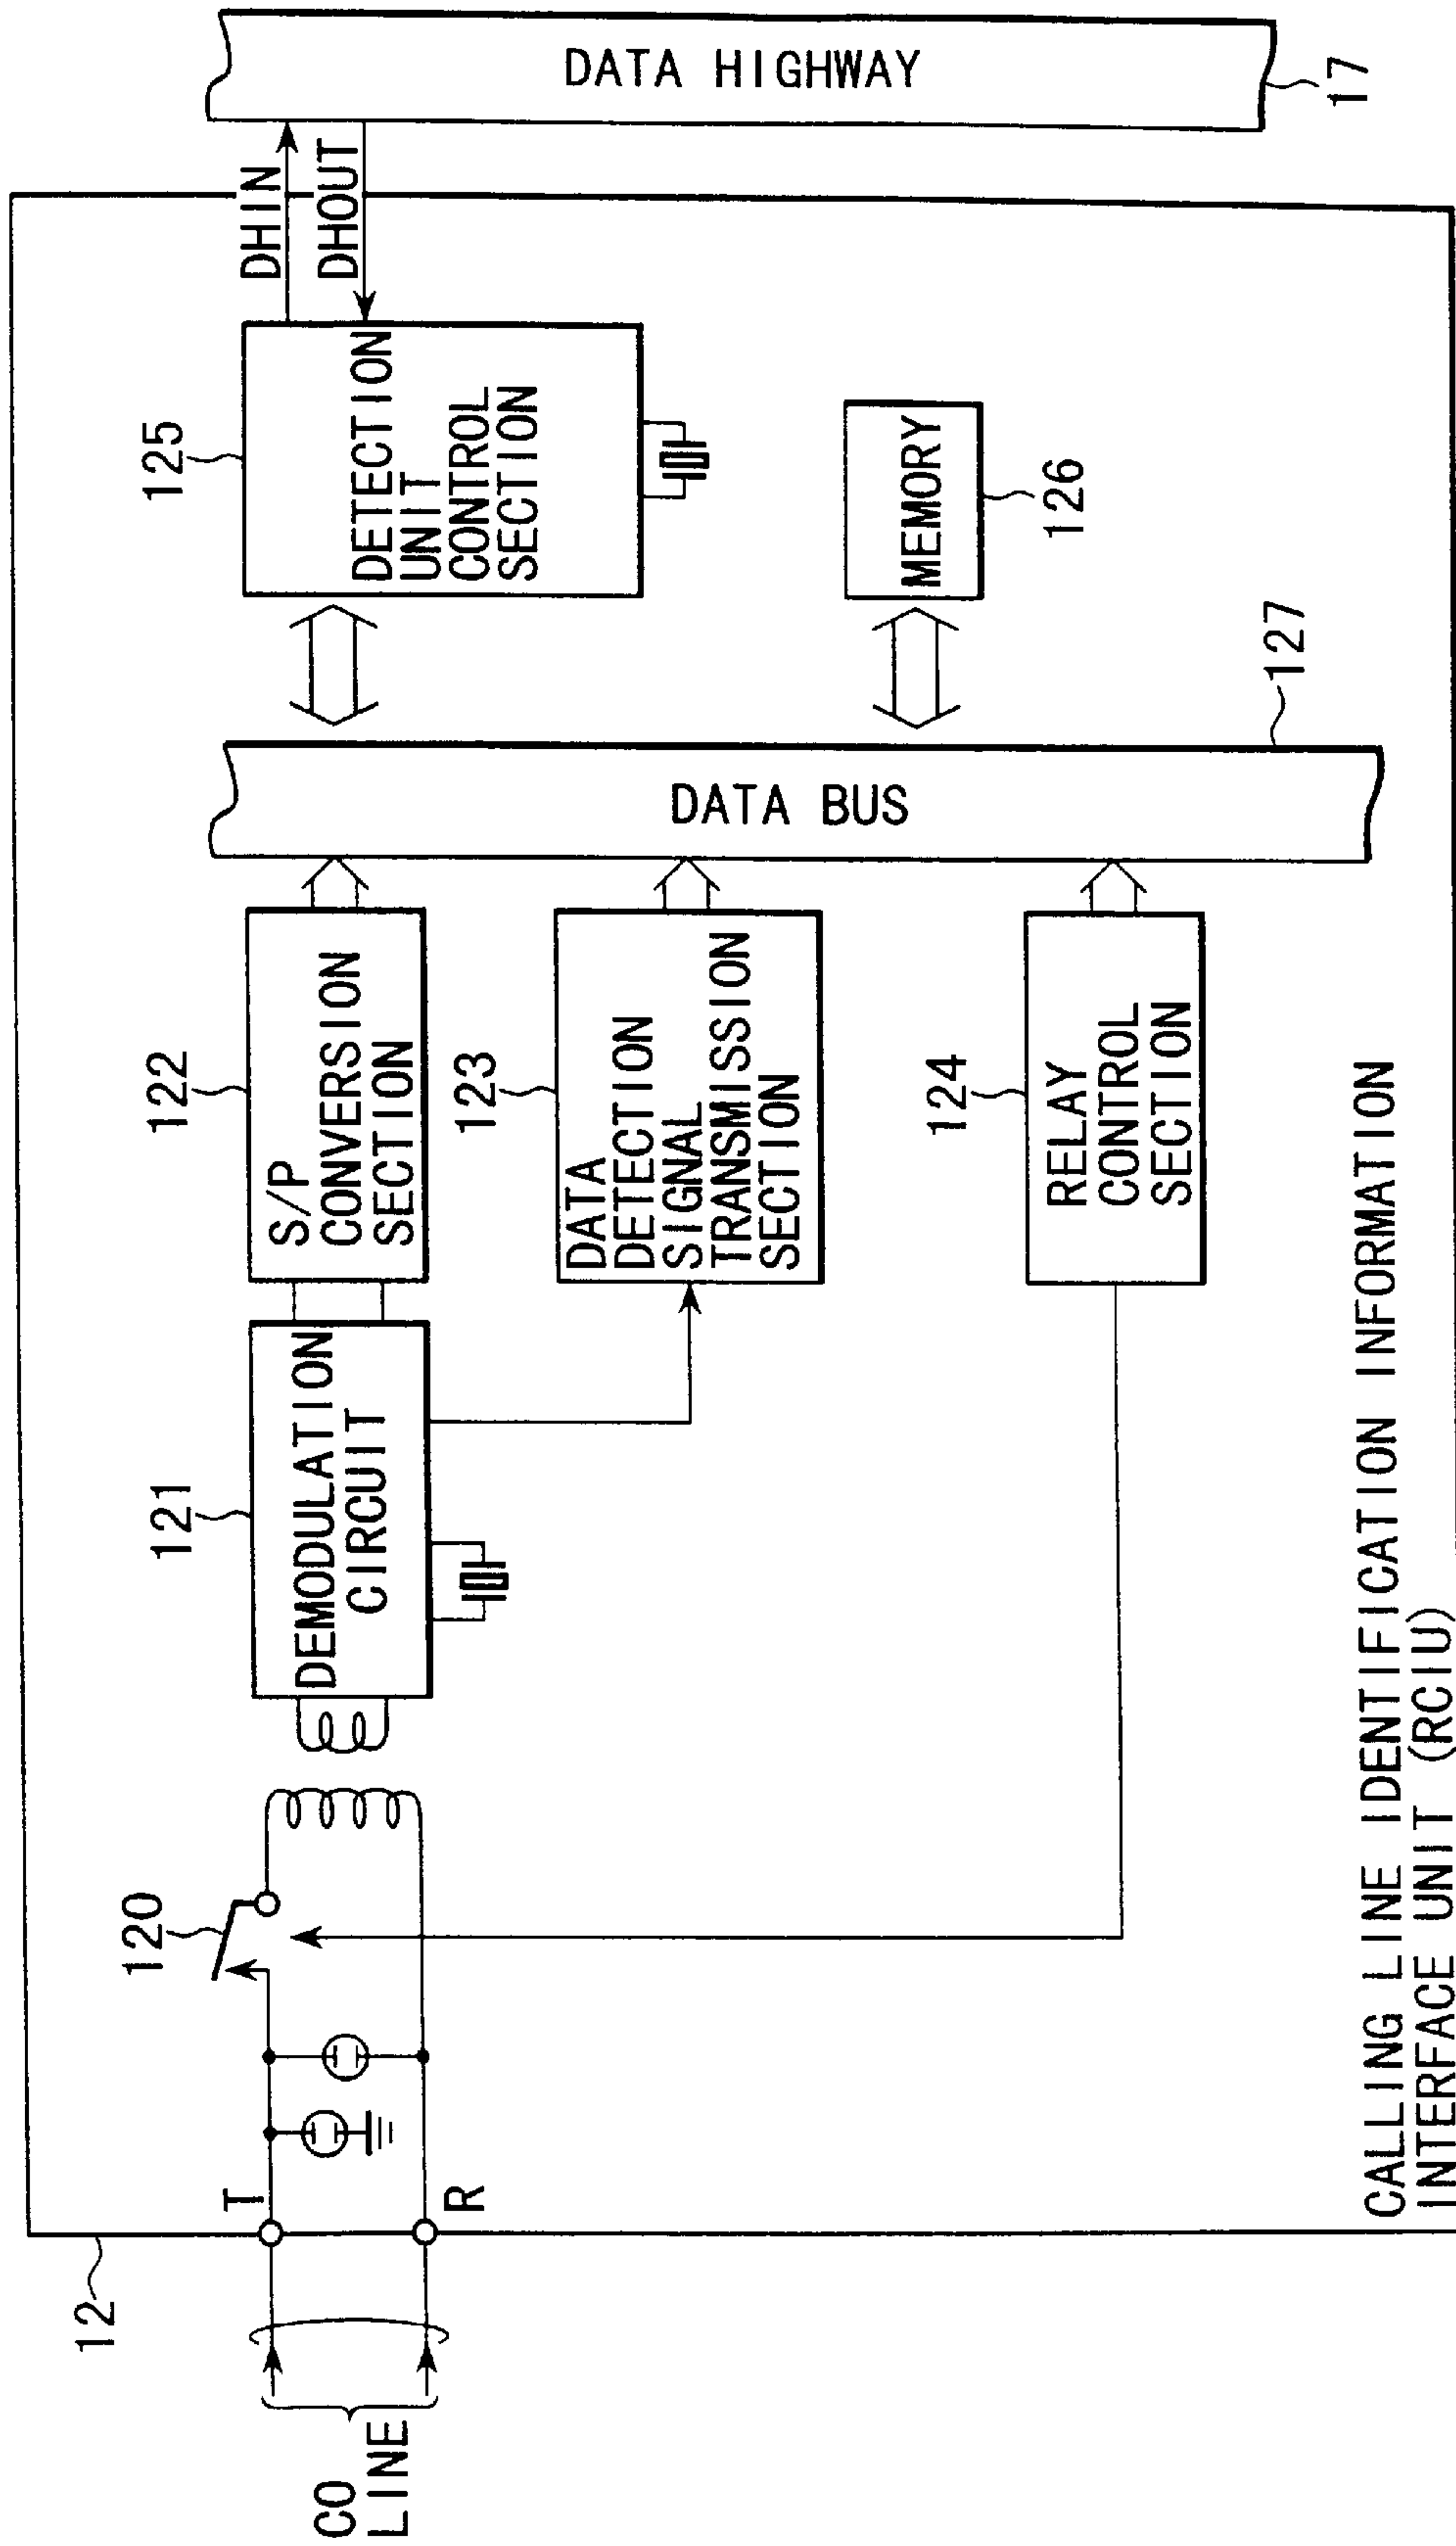 12
CO
LINE
T
R
120
121
DEMODULATION
CIRCUIT
122
S/P
CONVERSION
SECTION
123
DATA
DETECTION
SIGNAL
TRANSMISSION
SECTION
124
RELAY
CONTROL
SECTION
DATA BUS
127
125
DETECTION
UNIT
CONTROL
SECTION
MEMORY
126
DHIN
DHOUT
DATA HIGHWAY
17
CALLING LINE IDENTIFICATION INFORMATION
INTERFACE UNIT (RCIU)